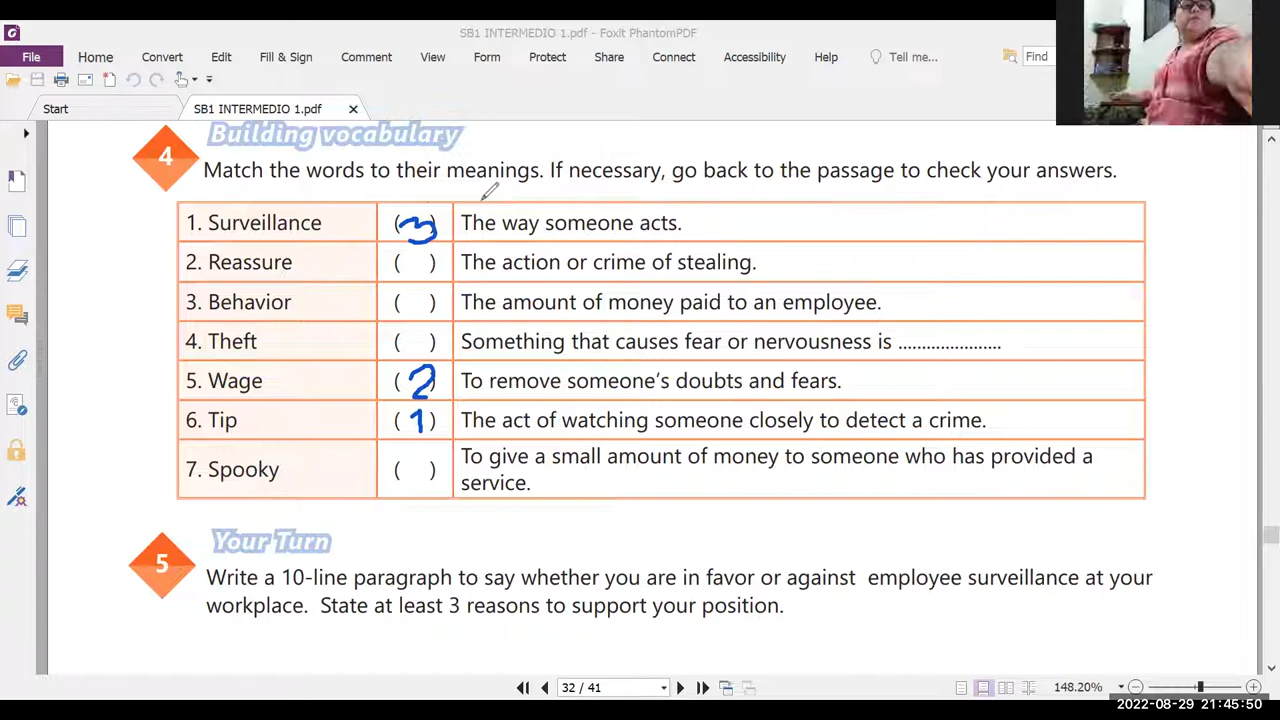 SB1 INTERMEDIO 1.pdf - Foxit PhantomPDF
File Home Convert Edit Fill & Sign Comment View Form Protect Share Connect Accessibility Help Tell me... Find
Start SB1 INTERMEDIO 1.pdf
4 Building vocabulary
Match the words to their meanings. If necessary, go back to the passage to check your answers.
1. Surveillance (3) The way someone acts.
2. Reassure ( ) The action or crime of stealing.
3. Behavior ( ) The amount of money paid to an employee.
4. Theft ( ) Something that causes fear or nervousness is ......................
5. Wage (2) To remove someone's doubts and fears.
6. Tip (1) The act of watching someone closely to detect a crime.
7. Spooky ( ) To give a small amount of money to someone who has provided a
service.
5 Your Turn
Write a 10-line paragraph to say whether you are in favor or against employee surveillance at your
workplace. State at least 3 reasons to support your position.
32 / 41
148.20%
2022-08-29 21:45:50